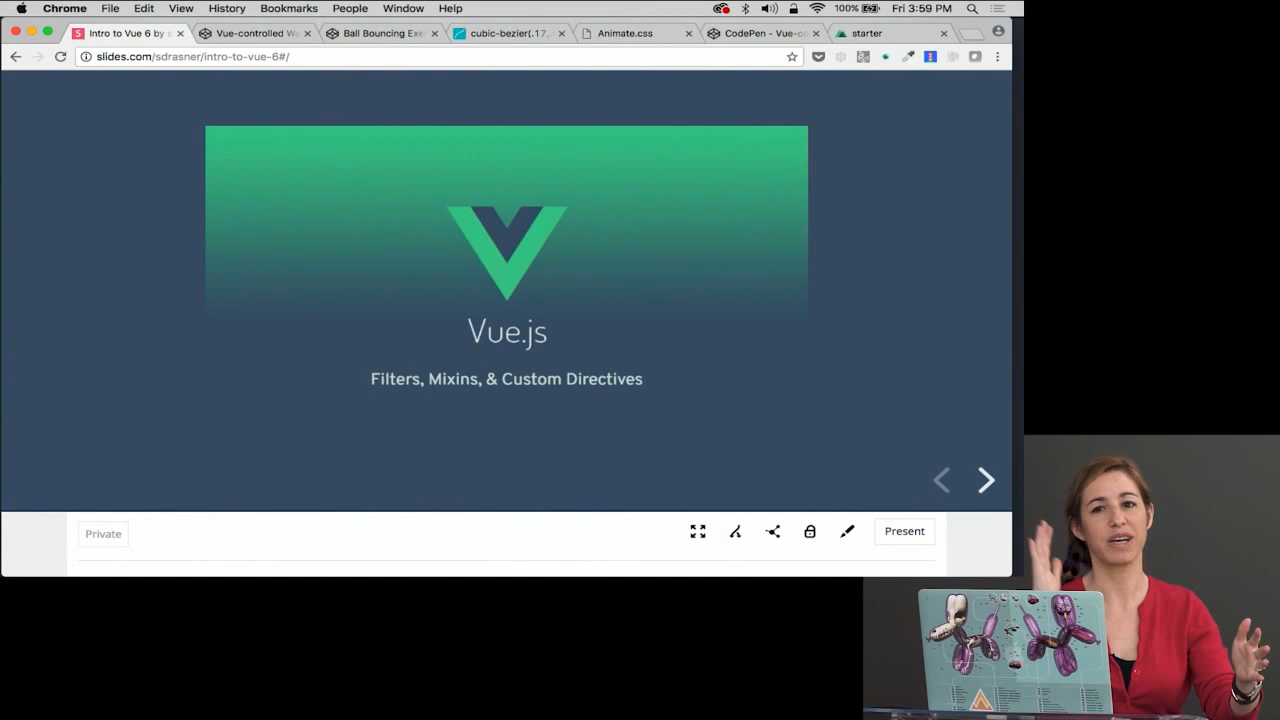 Chrome File Edit View History Bookmarks People Window Help 100% Fri 3:59 PM
Intro to Vue 6 by s
Vue-controlled W
Ball Bouncing Exe
cubic-bezier(.17,.
Animate.css
CodePen - Vue-co
starter
slides.com/sdrasner/intro-to-vue-6#/
Vue.js
Filters, Mixins, & Custom Directives
Private
Present